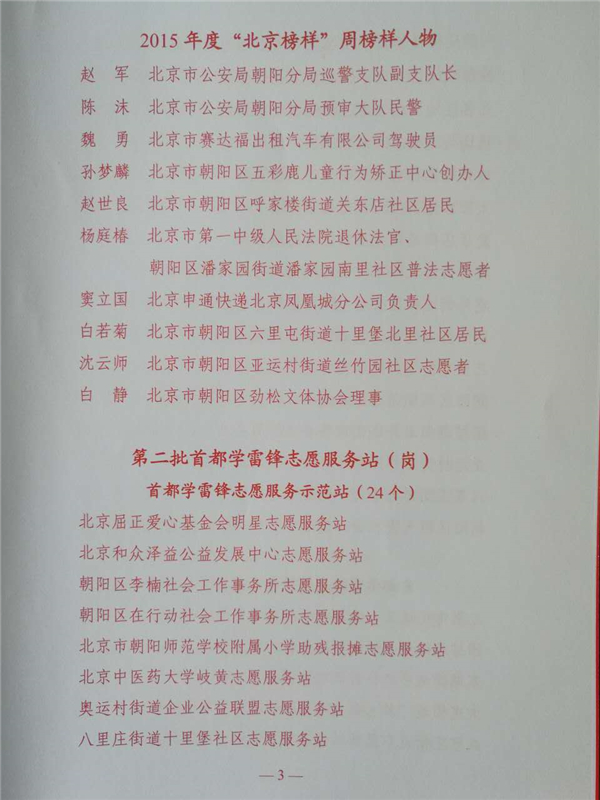 2015 年度“北京榜样”周榜样人物
赵　军　北京市公安局朝阳分局巡警支队副支队长
陈　沫　北京市公安局朝阳分局预审大队民警
魏　勇　北京市赛达福出租汽车有限公司驾驶员
孙梦麟　北京市朝阳区五彩鹿儿童行为矫正中心创办人
赵世良　北京市朝阳区呼家楼街道关东店社区居民
杨庭椿　北京市第一中级人民法院退休法官、
朝阳区潘家园街道潘家园南里社区普法志愿者
窦立国　北京申通快递北京凤凰城分公司负责人
白若菊　北京市朝阳区六里屯街道十里堡北里社区居民
沈云师　北京市朝阳区亚运村街道丝竹园社区志愿者
白　静　北京市朝阳区劲松文体协会理事
第二批首都学雷锋志愿服务站（岗）
首都学雷锋志愿服务示范站（24 个）
北京屈正爱心基金会明星志愿服务站
北京和众泽益公益发展中心志愿服务站
朝阳区李楠社会工作事务所志愿服务站
朝阳区在行动社会工作事务所志愿服务站
北京市朝阳师范学校附属小学助残报摊志愿服务站
北京中医药大学岐黄志愿服务站
奥运村街道企业公益联盟志愿服务站
八里庄街道十里堡社区志愿服务站
— 3 —